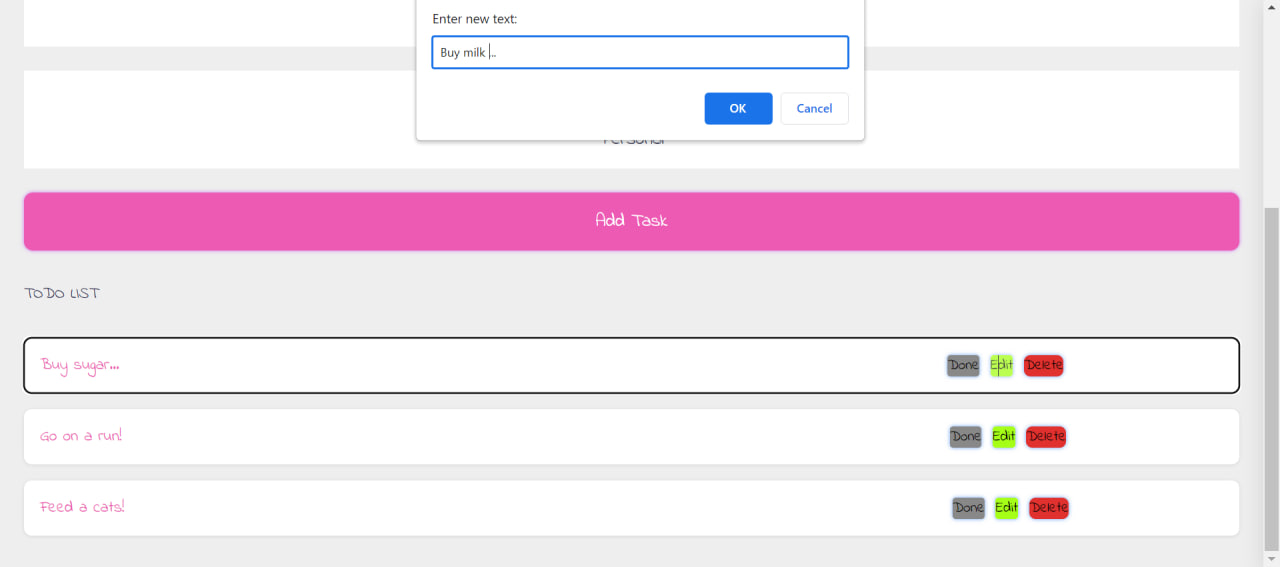 Enter new text:
Buy milk ...
OK Cancel
Personal
Add Task
TODO LIST
Buy sugar... Done Edit Delete
Go on a run! Done Edit Delete
Feed a cats! Done Edit Delete